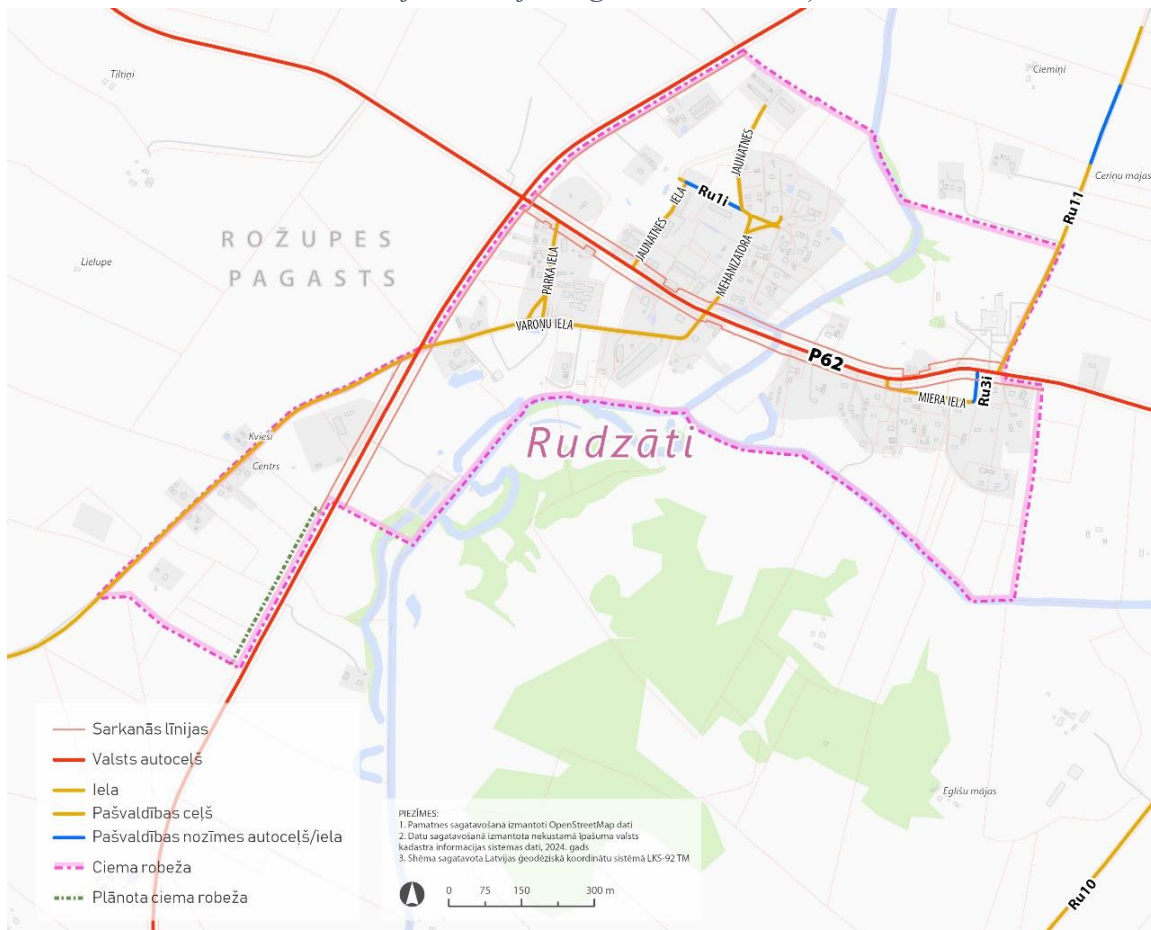 Tiltiņi
Ciemiņi
Ceriņu mājas
Ru11
JAUNATNES
Ru1i
JAUNATNES
IELA
MEHANIZATORA
ROŽUPES
PAGASTS
Lielupe
PARKA IELA
VAROŅU IELA
P62
MIERA IELA
Ru3i
Rudzāti
Kvieši
Centrs
Eglīšu mājas
Ru10
Sarkanās līnijas
Valsts autoceļš
Iela
Pašvaldības ceļš
Pašvaldības nozīmes autoceļš/iela
Ciema robeža
Plānota ciema robeža
PIEZĪMES:
1. Pamatnes sagatavošanā izmantoti OpenStreetMap dati
2. Datu sagatavošanā izmantota nekustamā īpašuma valsts
kadastra informācijas sistēmas dati, 2024. gads
3. Shēma sagatavota Latvijas ģeodēziskā koordinātu sistēmā LKS-92 TM
0 75 150 300 m